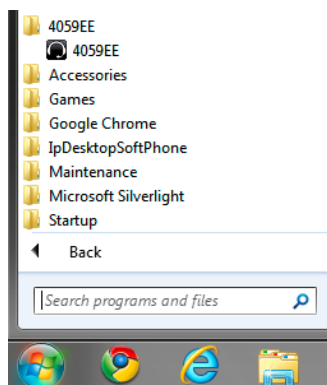 4059EE
4059EE
Accessories
Games
Google Chrome
IpDesktopSoftPhone
Maintenance
Microsoft Silverlight
Startup
Back
Search programs and files